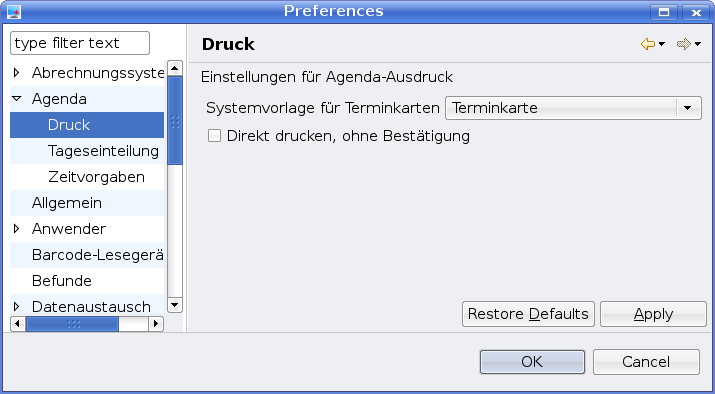 Preferences
type filter text
Abrechnungssyste
Agenda
Druck
Tageseinteilung
Zeitvorgaben
Allgemein
Anwender
Barcode-Lesegerä
Befunde
Datenaustausch
Druck
Einstellungen für Agenda-Ausdruck
Systemvorlage für Terminkarten Terminkarte
Direkt drucken, ohne Bestätigung
Restore Defaults Apply
OK Cancel